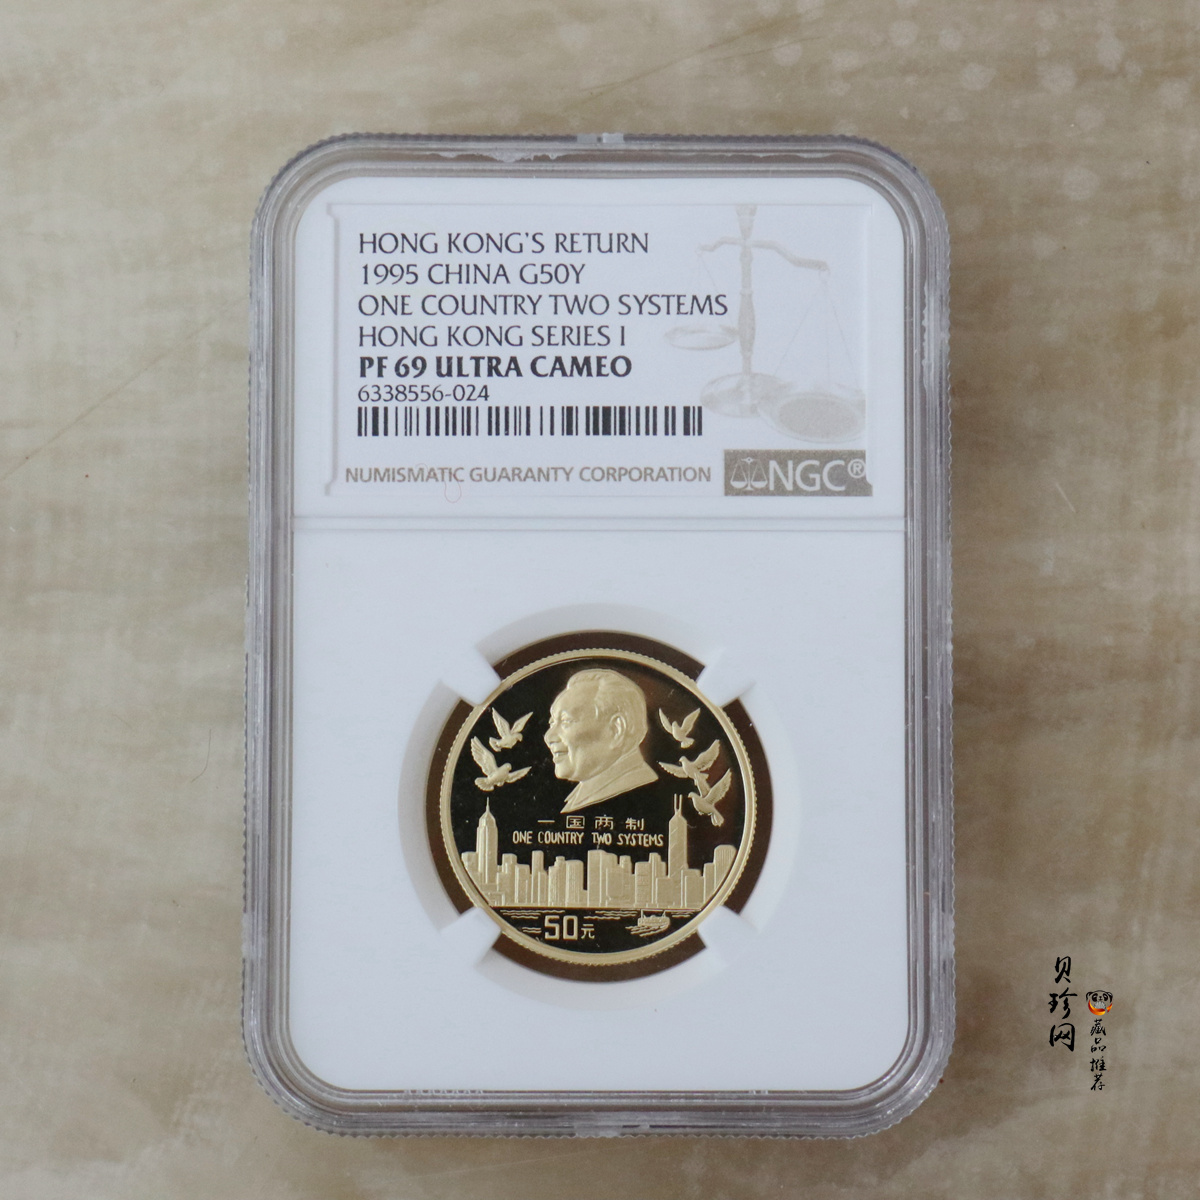 HONG KONG'S RETURN
1995 CHINA G50Y
ONE COUNTRY TWO SYSTEMS
HONG KONG SERIES I
PF 69 ULTRA CAMEO
6338556-024
NUMISMATIC GUARANTY CORPORATION
NGC®
一国两制
ONE COUNTRY TWO SYSTEMS
50元
贝珍网
藏品推荐